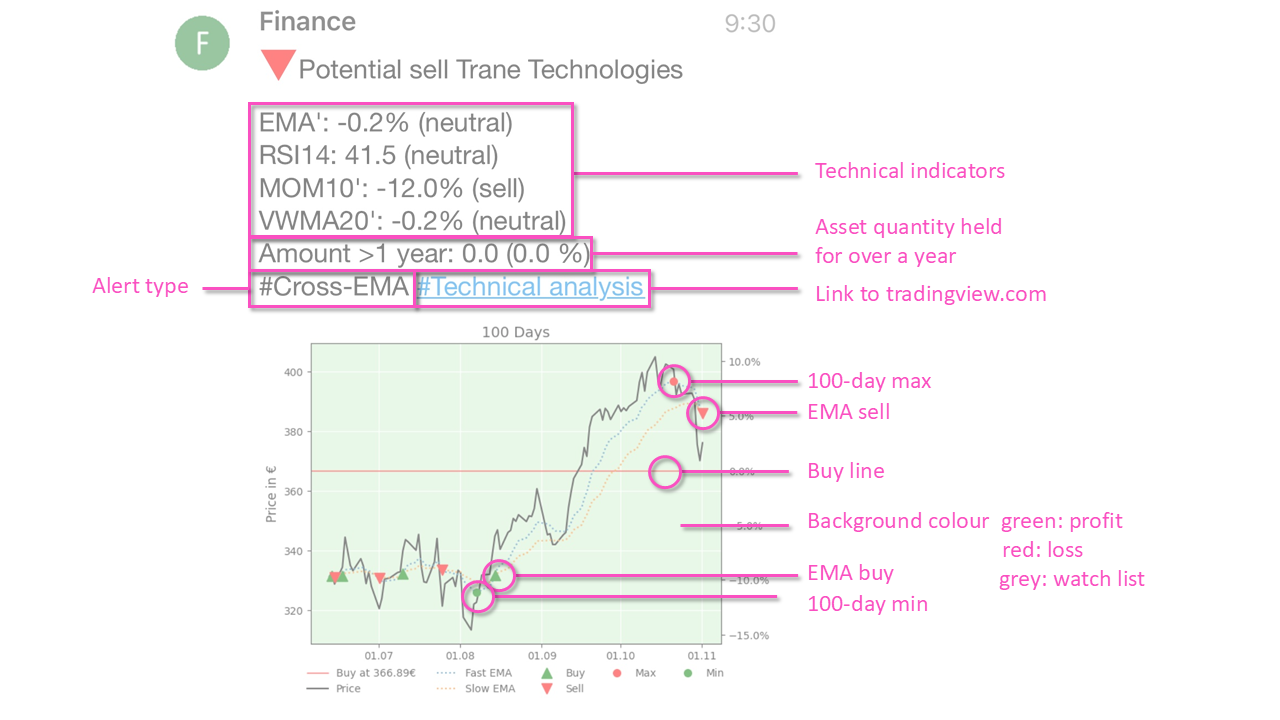 Finance
9:30
F
Potential sell Trane Technologies
EMA': -0.2% (neutral)
RSI14: 41.5 (neutral)
MOM10': -12.0% (sell)
VWMA20': -0.2% (neutral)
Technical indicators
Amount >1 year: 0.0 (0.0 %)
Asset quantity held
for over a year
Alert type
#Cross-EMA #Technical analysis
Link to tradingview.com
100 Days
Price in €
400
380
360
340
320
10.0%
5.0%
0.0%
-5.0%
-10.0%
-15.0%
01.07
01.08
01.09
01.10
01.11
100-day max
EMA sell
Buy line
Background colour green: profit
red: loss
grey: watch list
EMA buy
100-day min
Buy at 366.89€
Price
Fast EMA
Slow EMA
Buy
Sell
Max
Min